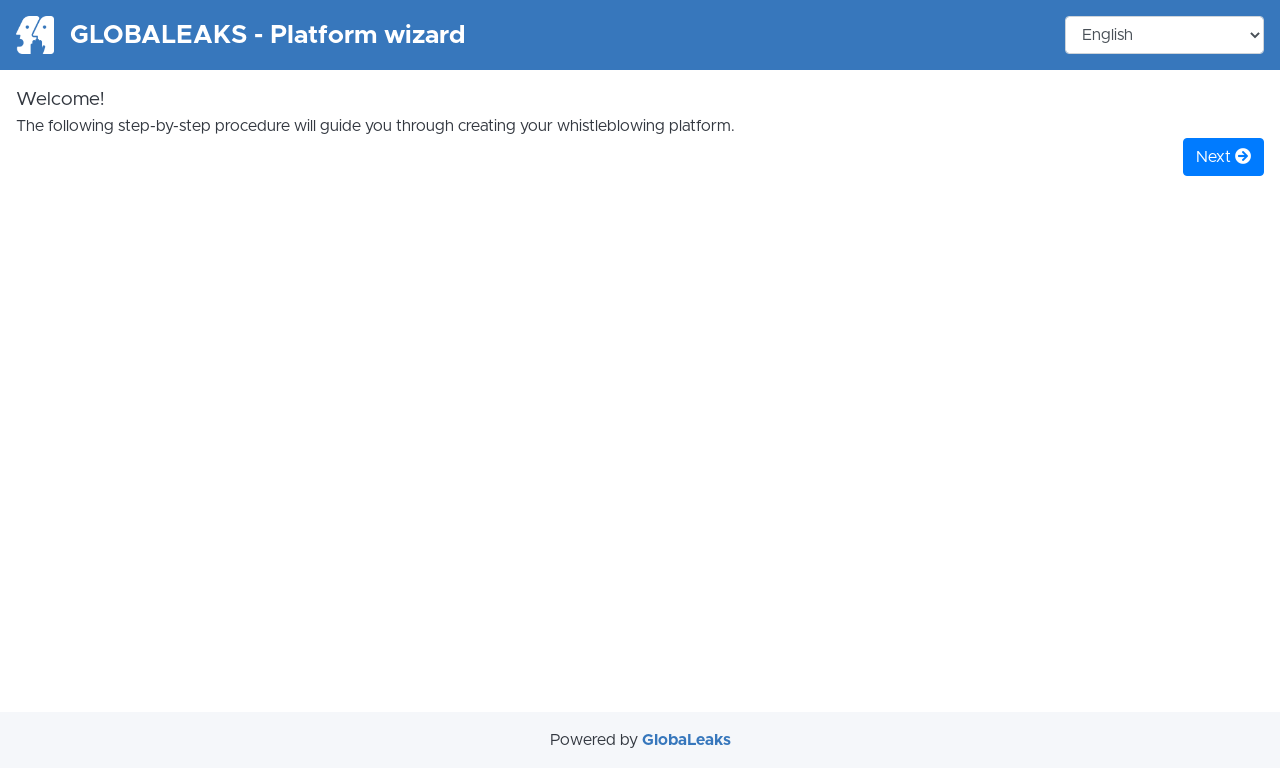 GLOBALEAKS - Platform wizard
English
Welcome!
The following step-by-step procedure will guide you through creating your whistleblowing platform.
Next
Powered by GlobaLeaks